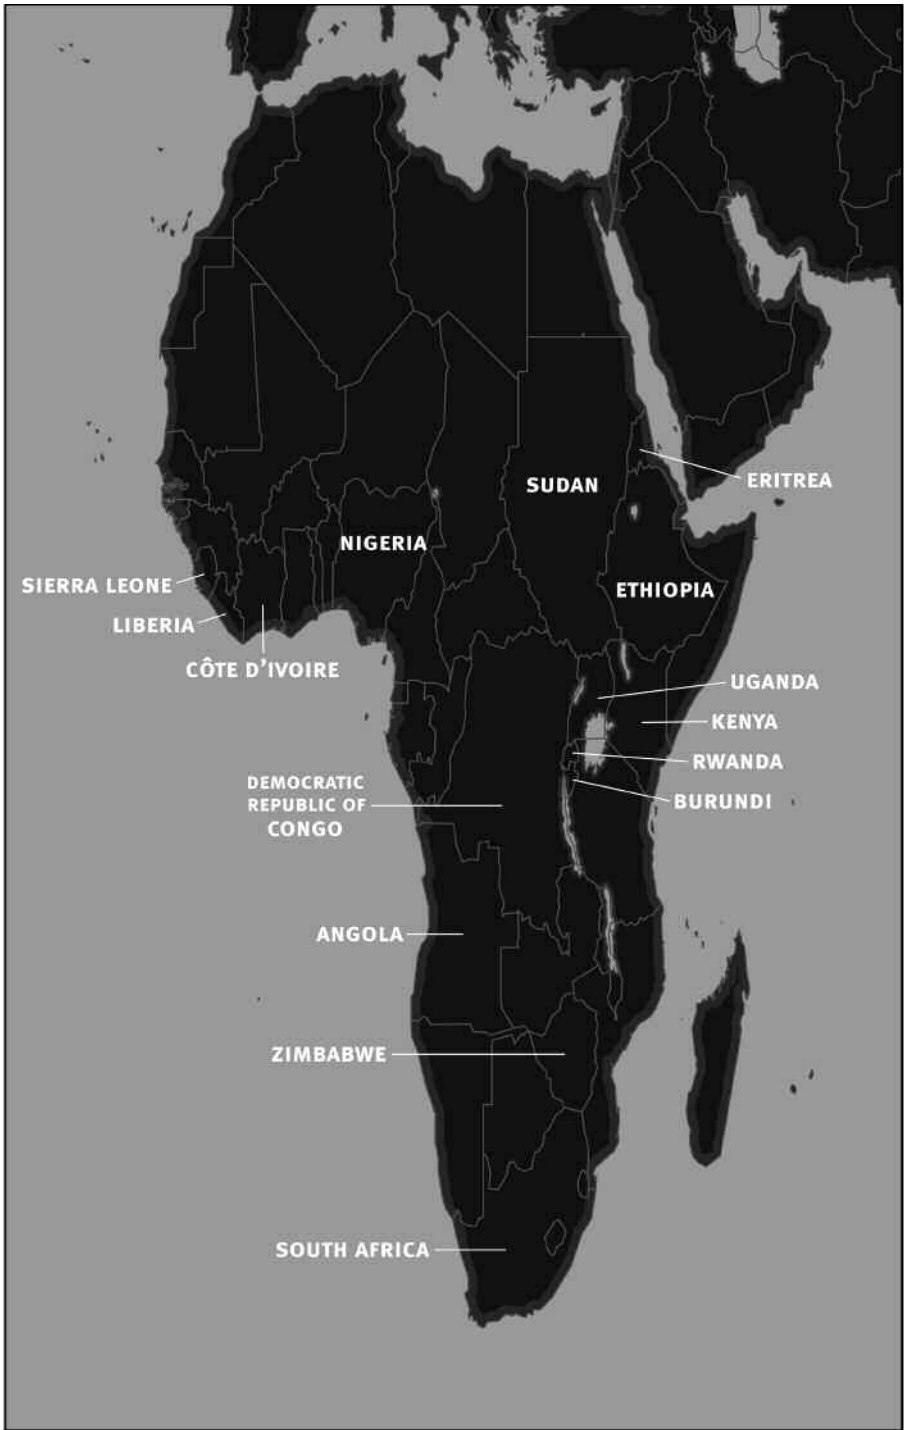 ERITREA
SUDAN
NIGERIA
SIERRA LEONE
ETHIOPIA
LIBERIA
CÔTE D'IVOIRE
UGANDA
KENYA
RWANDA
DEMOCRATIC
REPUBLIC OF
CONGO
BURUNDI
ANGOLA
ZIMBABWE
SOUTH AFRICA